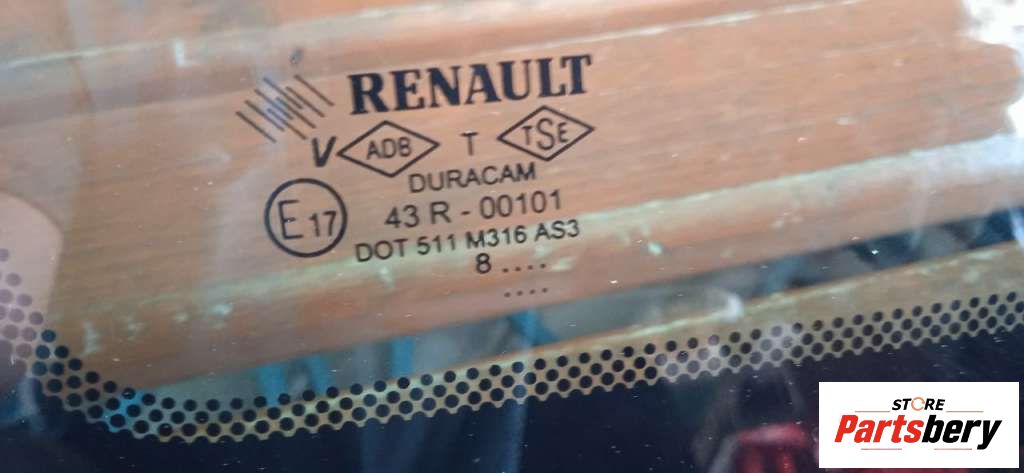 RENAULT
V ADB T TSE
DURACAM
E17 43 R - 00101
DOT 511 M316 AS3
8 ....
....
STORE
Partsbery